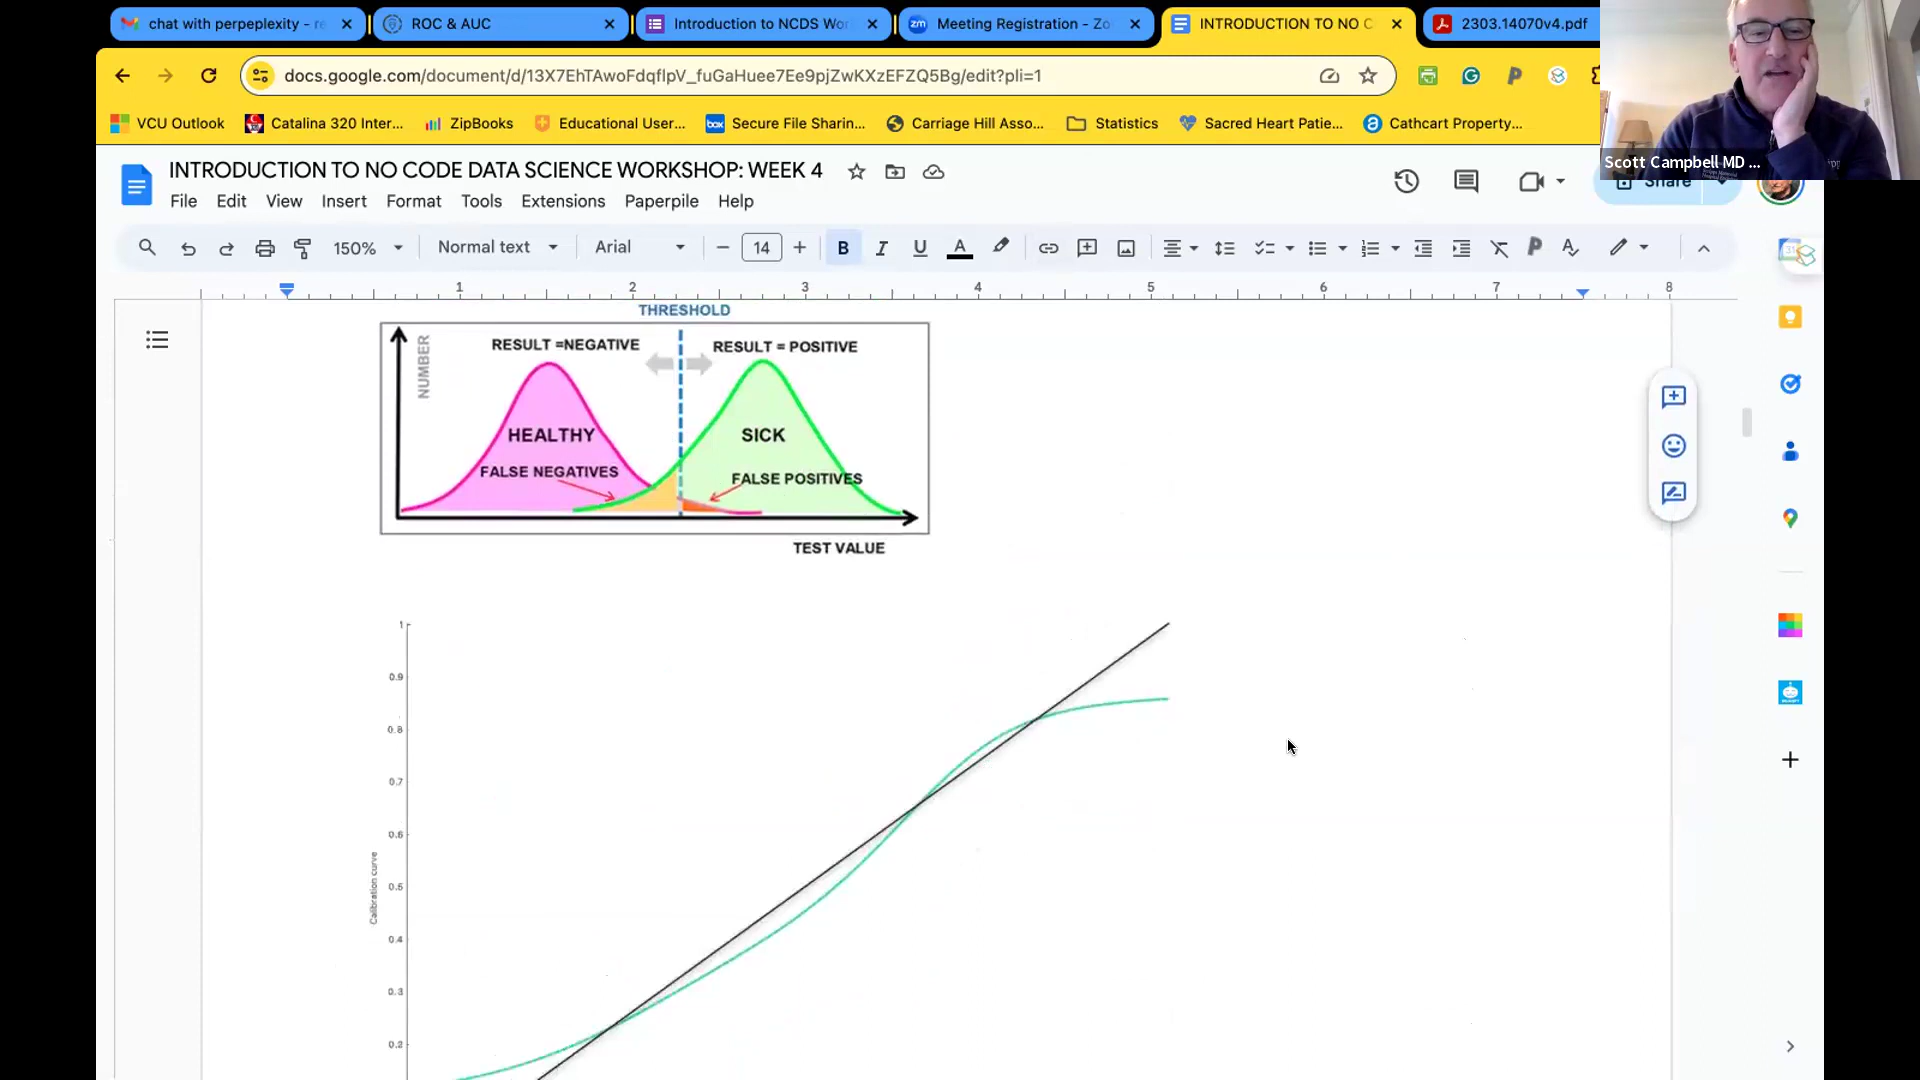 chat with perpeplexity - re
ROC & AUC
Introduction to NCDS Wor
Meeting Registration - Zo
INTRODUCTION TO NO C
2303.14070v4.pdf
docs.google.com/document/d/13X7EhTAwoFdqflpV_fuGaHuee7Ee9pjZwKXzEFZQ5Bg/edit?pli=1
VCU Outlook
Catalina 320 Inter...
ZipBooks
Educational User...
box
Secure File Sharin...
Carriage Hill Asso...
Statistics
Sacred Heart Patie...
Cathcart Property...
Scott Campbell MD ...
INTRODUCTION TO NO CODE DATA SCIENCE WORKSHOP: WEEK 4
Share
File Edit View Insert Format Tools Extensions Paperpile Help
150% Normal text Arial 14 B I U A
1 2 3 4 5 6 7 8
THRESHOLD
NUMBER
RESULT =NEGATIVE
RESULT = POSITIVE
HEALTHY
SICK
FALSE NEGATIVES
FALSE POSITIVES
TEST VALUE
1
0.9
0.8
0.7
0.6
0.5
0.4
0.3
0.2
Calibration curve